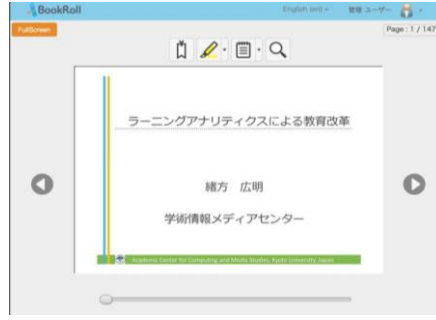 BookRoll
English (en)
管理 ユーザー
FullScreen
Page : 1 / 147
ラーニングアナリティクスによる教育改革
緒方 広明
学術情報メディアセンター
Academic Center for Computing and Media Studies, Kyoto University, Japan